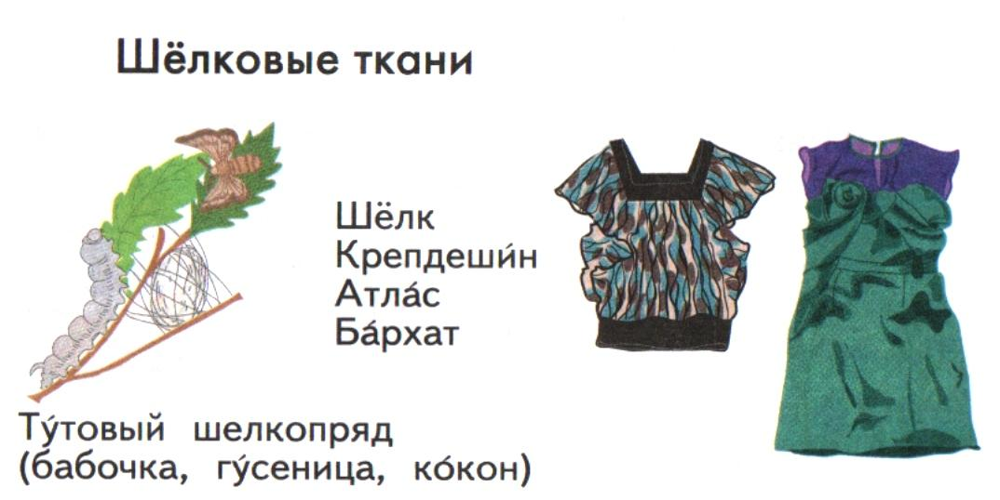 Шёлковые ткани
Шёлк
Крепдеши́н
Атла́с
Ба́рхат
Ту́товый шелкопряд
(бабочка, гу́сеница, ко́кон)